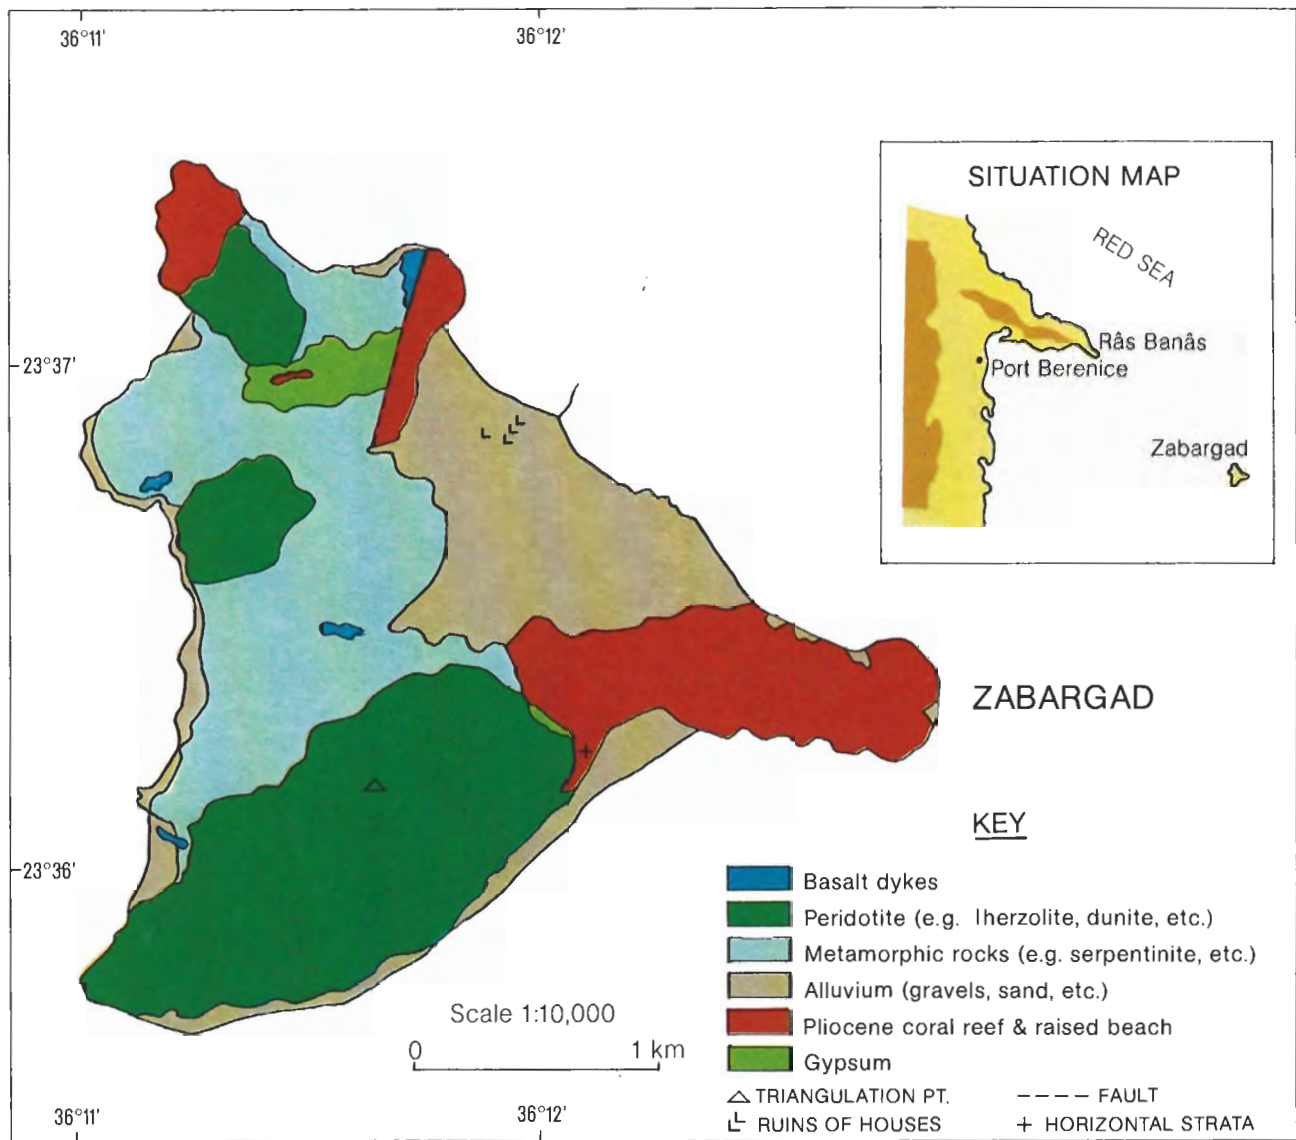 36°11'
36°12'
SITUATION MAP
RED SEA
Râs Banâs
Port Berenice
Zabargad
23°37'
ZABARGAD
KEY
23°36'
Basalt dykes
Peridotite (e.g. lherzolite, dunite, etc.)
Metamorphic rocks (e.g. serpentinite, etc.)
Alluvium (gravels, sand, etc.)
Pliocene coral reef & raised beach
Gypsum
Scale 1:10,000
0 1 km
TRIANGULATION PT.
FAULT
RUINS OF HOUSES
HORIZONTAL STRATA
36°11'
36°12'